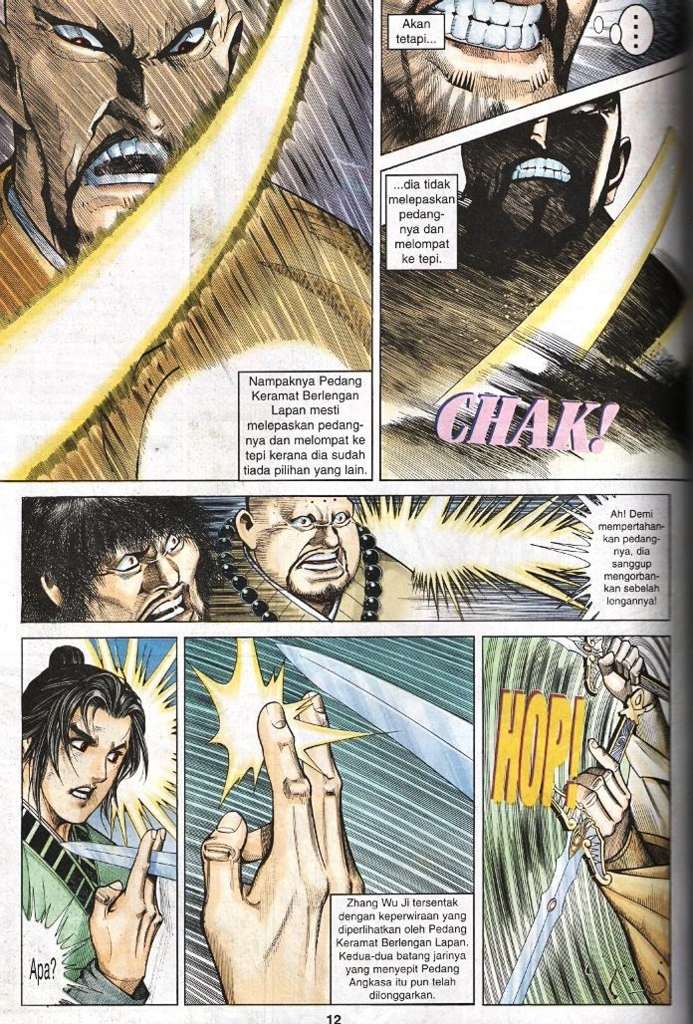 Nampaknya Pedang
Keramat Berlengan
Lapan mesti
melepaskan pedang-
nya dan melompat ke
tepi kerana dia sudah
tiada pilihan yang lain.
Akan
tetapi...
...dia tidak
melepaskan
pedang-
nya dan
melompat
ke tepi.
CHAK!
Ah! Demi
mempertahan-
kan pedang-
nya, dia
sanggup
mengorban-
kan sebelah
longannya!
Apa?
Zhang Wu Ji tersentak
dengan keperwiraan yang
diperlihatkan oleh Pedang
Keramat Berlengan Lapan.
Kedua-dua batang jarinya
yang menyepit Pedang
Angkasa itu pun telah
dilonggarkan.
HOP!
12